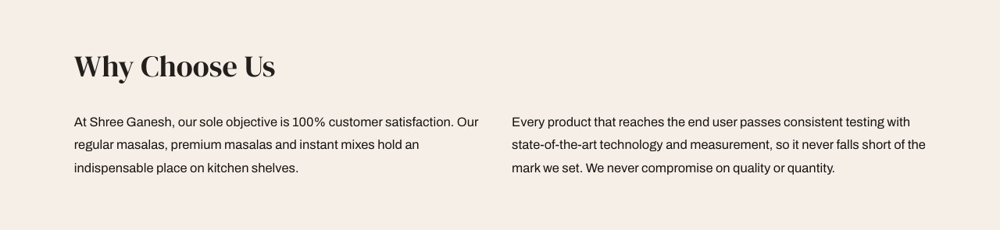 Why Choose Us
At Shree Ganesh, our sole objective is 100% customer satisfaction. Our
regular masalas, premium masalas and instant mixes hold an
indispensable place on kitchen shelves.
Every product that reaches the end user passes consistent testing with
state-of-the-art technology and measurement, so it never falls short of the
mark we set. We never compromise on quality or quantity.